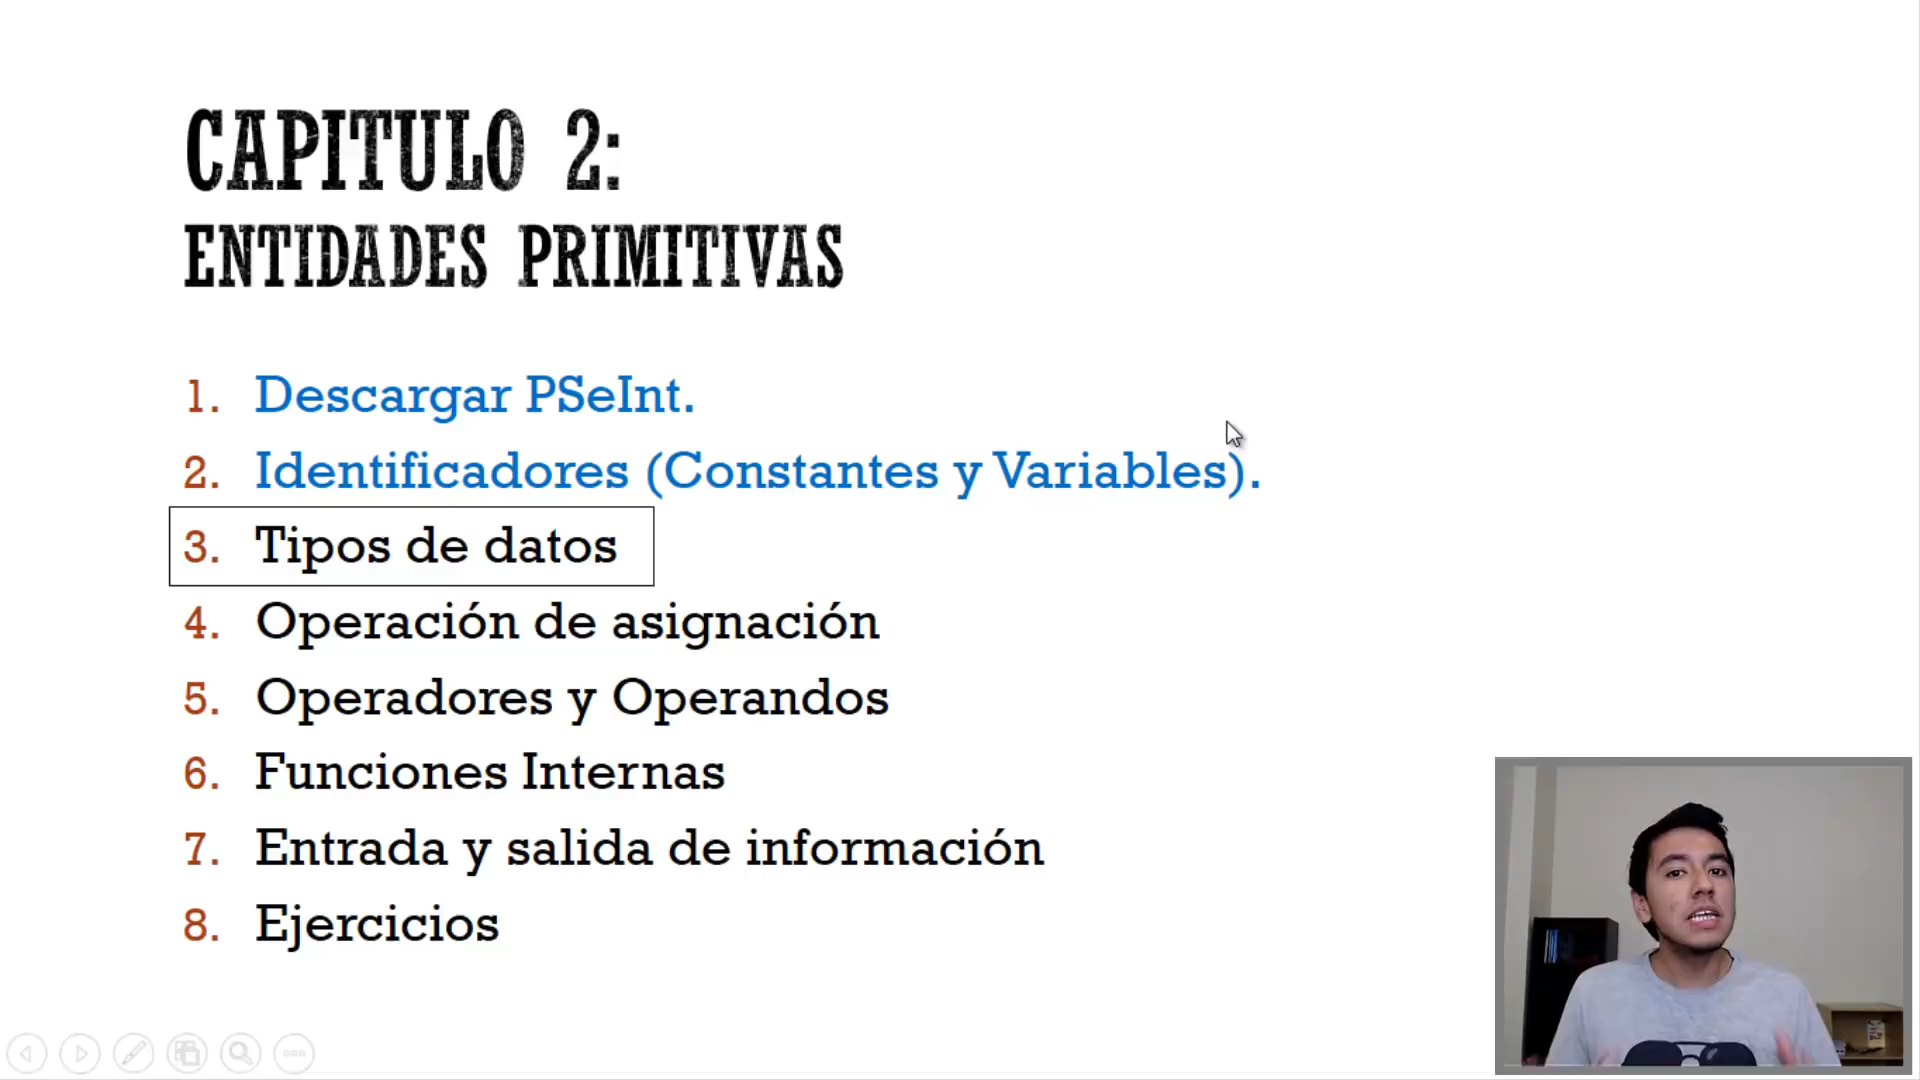 CAPITULO 2:
ENTIDADES PRIMITIVAS
1. Descargar PSeInt.
2. Identificadores (Constantes y Variables).
3. Tipos de datos
4. Operación de asignación
5. Operadores y Operandos
6. Funciones Internas
7. Entrada y salida de información
8. Ejercicios